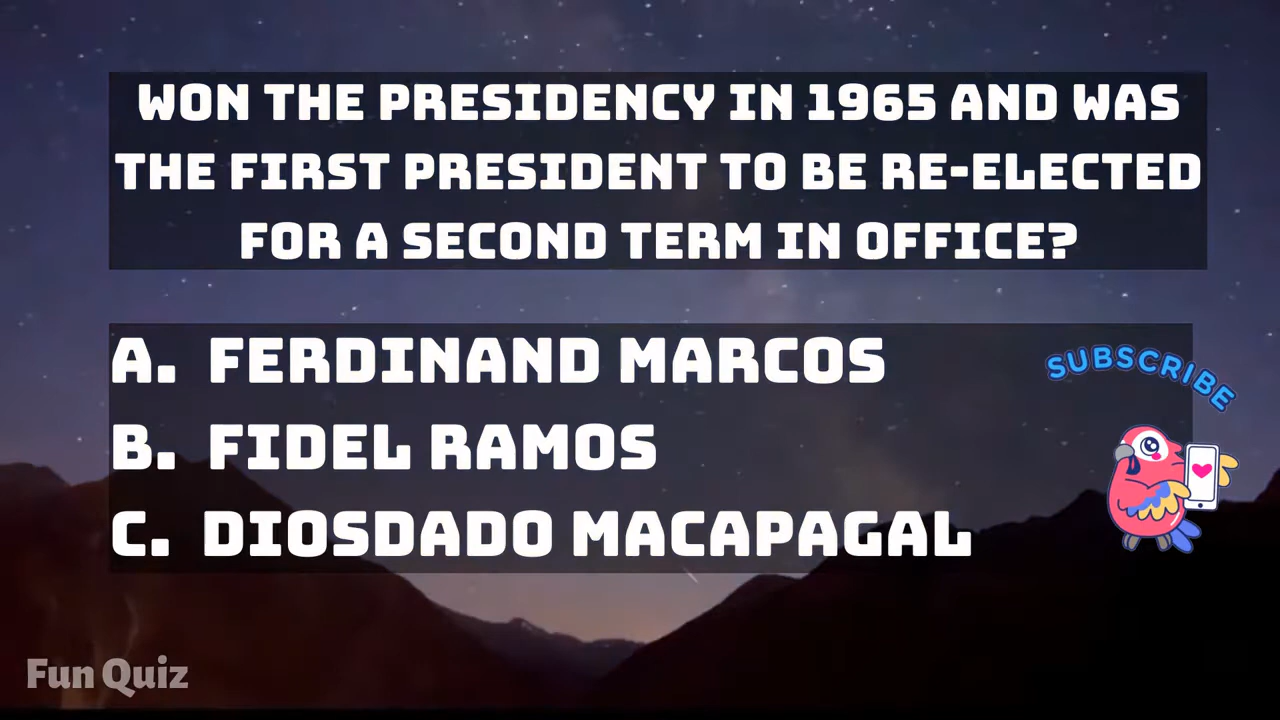 WON THE PRESIDENCY IN 1965 AND WAS
THE FIRST PRESIDENT TO BE RE-ELECTED
FOR A SECOND TERM IN OFFICE?
A. FERDINAND MARCOS
B. FIDEL RAMOS
C. DIOSDADO MACAPAGAL
SUBSCRIBE
Fun Quiz